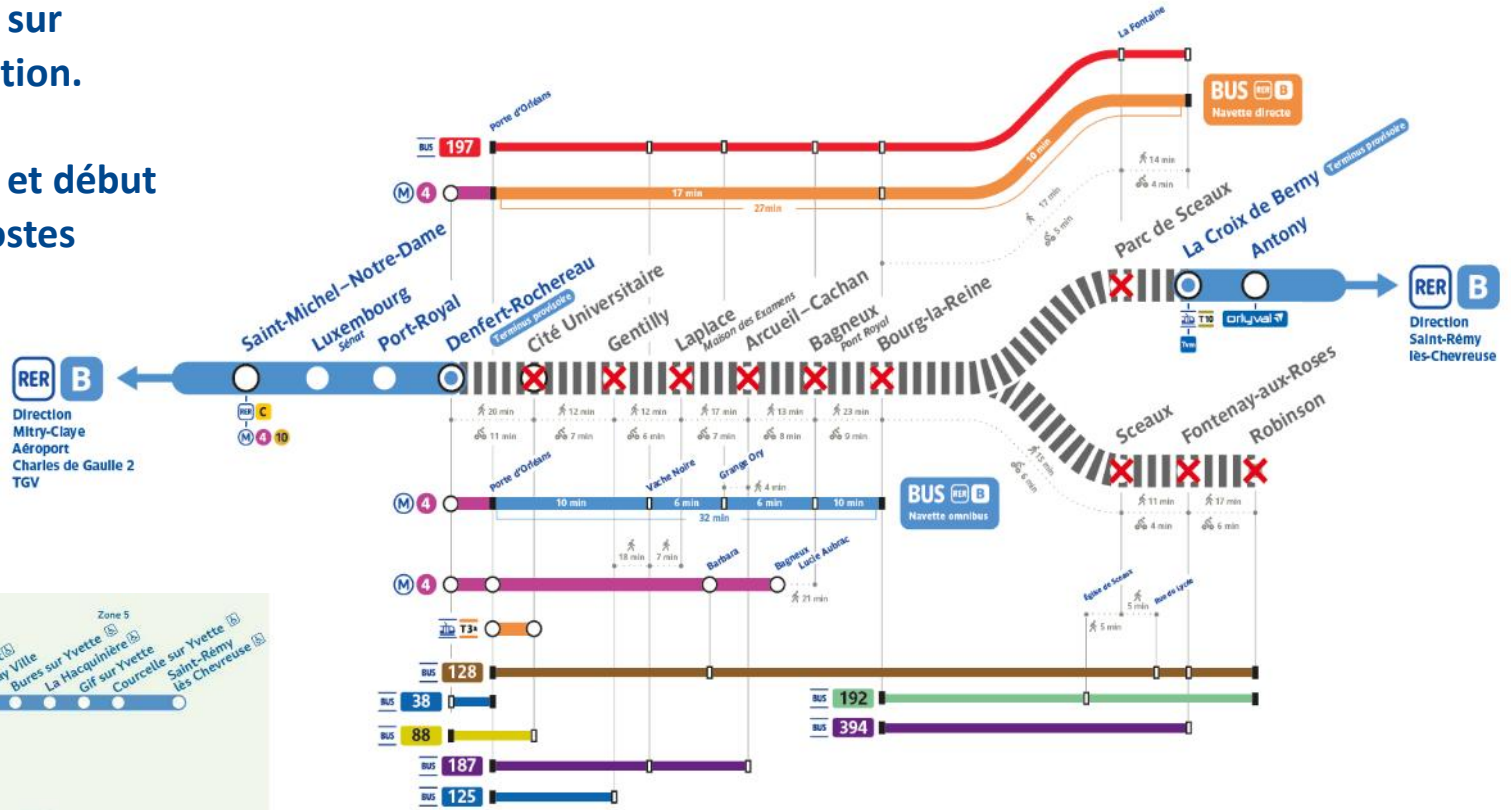 sur
tion.
et début
ostes
La Fontaine
Porte d'Orléans
BUS 197
BUS RER B
Navette directe
M 4
17 min
10 min
27min
14 min
4 min
17 min
5 min
Saint-Michel–Notre-Dame
Luxembourg
Sénat
Port-Royal
Denfert-Rochereau
Terminus provisoire
Cité Universitaire
Gentilly
Laplace
Maison des Examens
Arcueil–Cachan
Bagneux
Pont Royal
Bourg-la-Reine
Parc de Sceaux
La Croix de Berny
Terminus provisoire
Antony
T10
orlyval
Tvm
RER B
Direction
Saint-Rémy
lès-Chevreuse
RER B
Direction
Mitry-Claye
Aéroport
Charles de Gaulle 2
TGV
RER C
M 4 10
Sceaux
Fontenay-aux-Roses
Robinson
20 min
12 min
12 min
17 min
13 min
23 min
11 min
7 min
6 min
7 min
8 min
9 min
15 min
6 min
11 min
17 min
4 min
6 min
Porte d'Orléans
Vache Noire
Grange Ory
4 min
M 4
10 min
6 min
6 min
10 min
32 min
BUS RER B
Navette omnibus
18 min
7 min
Barbara
Bagneux
Lucie Aubrac
M 4
21 min
Église de Sceaux
Rue du Lycée
5 min
5 min
T3a
BUS 128
BUS 38
BUS 192
BUS 88
BUS 394
BUS 187
BUS 125
Zone 5
y Ville
Bures sur Yvette
La Hacquinière
Gif sur Yvette
Courcelle sur Yvette
Saint-Rémy
lès Chevreuse